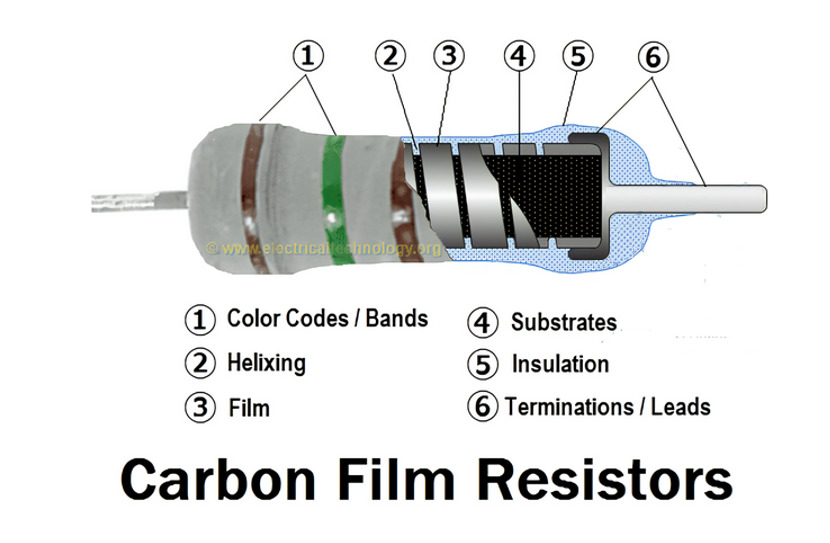 ① ② ③ ④ ⑤ ⑥
© www.electricaltechnology.org
① Color Codes / Bands
② Helixing
③ Film
④ Substrates
⑤ Insulation
⑥ Terminations / Leads
Carbon Film Resistors